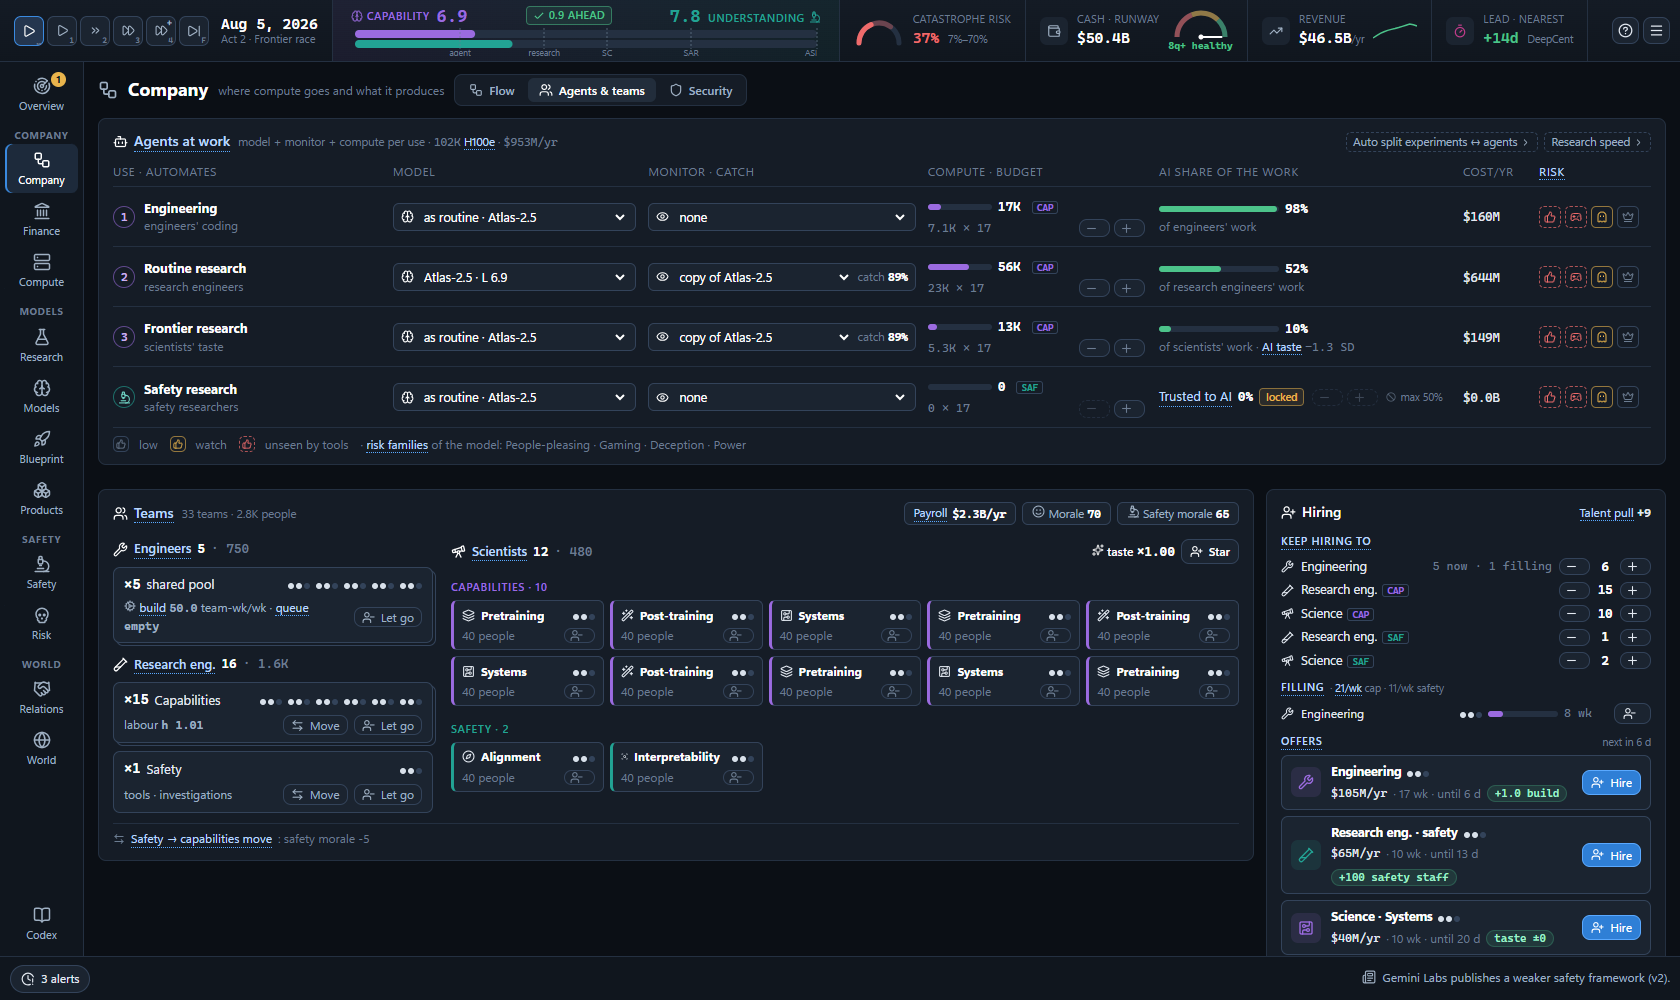 Aug 5, 2026
Act 2 · Frontier race
1
2
3
4
F
CAPABILITY 6.9
0.9 AHEAD
7.8 UNDERSTANDING
agent
research
SC
SAR
ASI
CATASTROPHE RISK
37% 7%–70%
CASH · RUNWAY
$50.4B
8q+ healthy
REVENUE
$46.5B/yr
LEAD · NEAREST
+14d DeepCent
1
Overview
COMPANY
Company
Finance
Compute
MODELS
Research
Models
Blueprint
Products
SAFETY
Safety
Risk
WORLD
Relations
World
Codex
Company where compute goes and what it produces
Flow
Agents & teams
Security
Agents at work model + monitor + compute per use · 102K H100e · $953M/yr
Auto split experiments ↔ agents ›
Research speed ›
USE · AUTOMATES
MODEL
MONITOR · CATCH
COMPUTE · BUDGET
AI SHARE OF THE WORK
COST/YR
RISK
1 Engineering
engineers' coding
as routine · Atlas-2.5
none
17K CAP
7.1K × 17
98%
of engineers' work
$160M
2 Routine research
research engineers
Atlas-2.5 · L 6.9
copy of Atlas-2.5 catch 89%
56K CAP
23K × 17
52%
of research engineers' work
$644M
3 Frontier research
scientists' taste
as routine · Atlas-2.5
copy of Atlas-2.5 catch 89%
13K CAP
5.3K × 17
10%
of scientists' work · AI taste −1.3 SD
$149M
Safety research
safety researchers
as routine · Atlas-2.5
none
0 SAF
0 × 17
Trusted to AI 0% locked − + max 50%
$0.0B
low watch unseen by tools · risk families of the model: People-pleasing · Gaming · Deception · Power
Teams 33 teams · 2.8K people
Payroll $2.3B/yr
Morale 70
Safety morale 65
Engineers 5 · 750
×5 shared pool
build 50.0 team-wk/wk · queue empty
Let go
Research eng. 16 · 1.6K
×15 Capabilities
labour h 1.01
Move
Let go
×1 Safety
tools · investigations
Move
Let go
Scientists 12 · 480
taste ×1.00
Star
CAPABILITIES · 10
Pretraining
40 people
Post-training
40 people
Systems
40 people
Pretraining
40 people
Post-training
40 people
Systems
40 people
Post-training
40 people
Pretraining
40 people
Systems
40 people
Pretraining
40 people
SAFETY · 2
Alignment
40 people
Interpretability
40 people
Safety → capabilities move : safety morale -5
Hiring
Talent pull +9
KEEP HIRING TO
Engineering 5 now · 1 filling − 6 +
Research eng. CAP − 15 +
Science CAP − 10 +
Research eng. SAF − 1 +
Science SAF − 2 +
FILLING · 21/wk cap · 11/wk safety
Engineering 8 wk
OFFERS next in 6 d
Engineering
$105M/yr · 17 wk · until 6 d +1.0 build
Hire
Research eng. · safety
$65M/yr · 10 wk · until 13 d
+100 safety staff
Hire
Science · Systems
$40M/yr · 10 wk · until 20 d taste ±0
Hire
3 alerts
Gemini Labs publishes a weaker safety framework (v2).